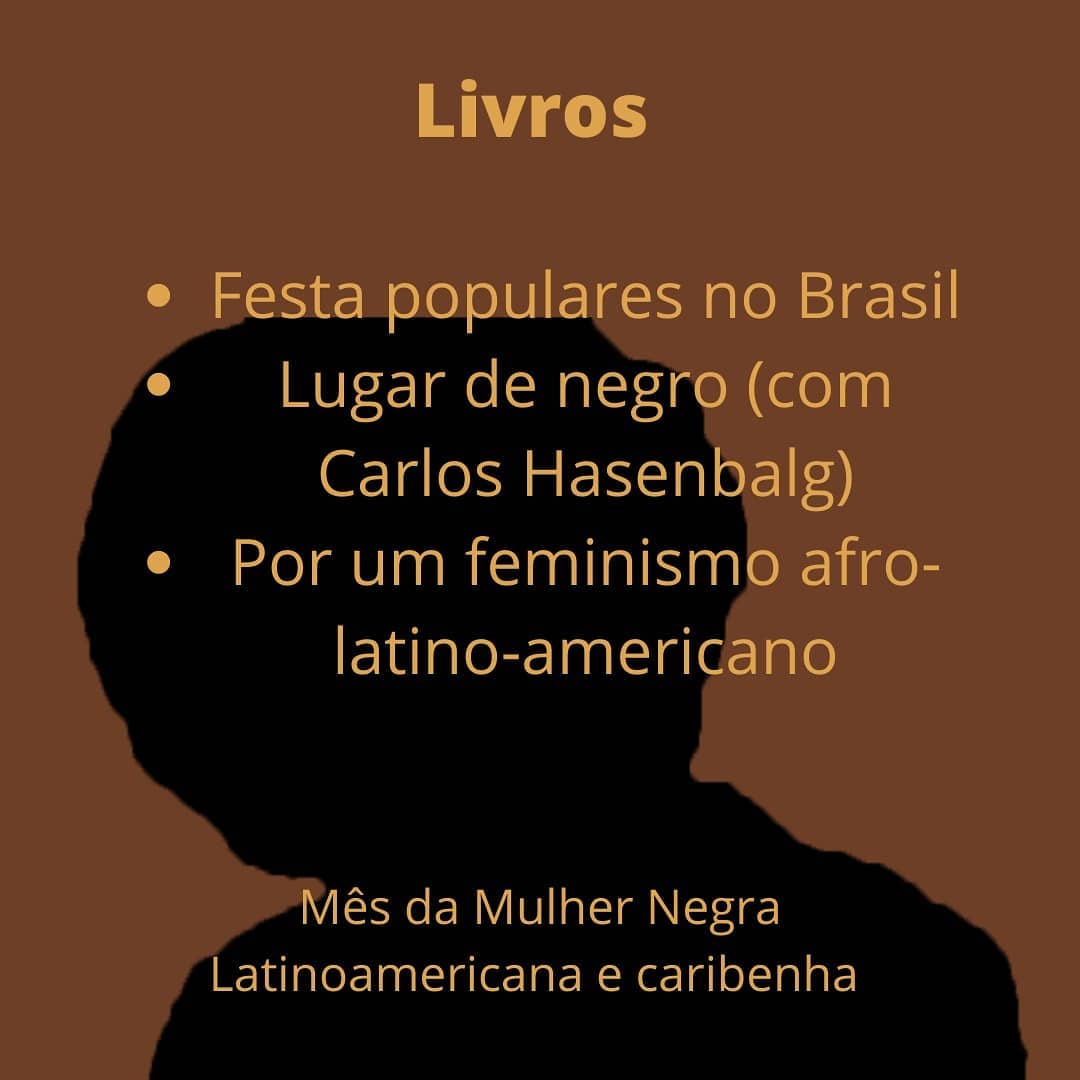 Livros
• Festa populares no Brasil
• Lugar de negro (com
Carlos Hasenbalg)
• Por um feminismo afro-
latino-americano
Mês da Mulher Negra
Latinoamericana e caribenha